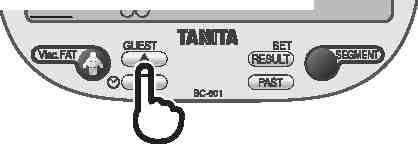 TANITA
GUEST
SET
Visc. FAT
RESULT
SEGMENT
PAST
BC-601